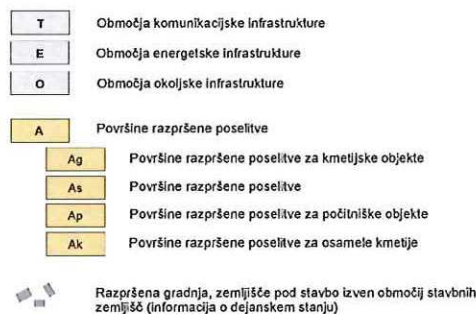 T Območja komunikacijske infrastrukture
E Območja energetske infrastrukture
O Območja okoljske infrastrukture
A Površine razpršene poselitve
Ag Površine razpršene poselitve za kmetijske objekte
As Površine razpršene poselitve
Ap Površine razpršene poselitve za počitniške objekte
Ak Površine razpršene poselitve za osamele kmetije
Razpršena gradnja, zemljišče pod stavbo izven območij stavbnih
zemljišč (informacija o dejanskem stanju)